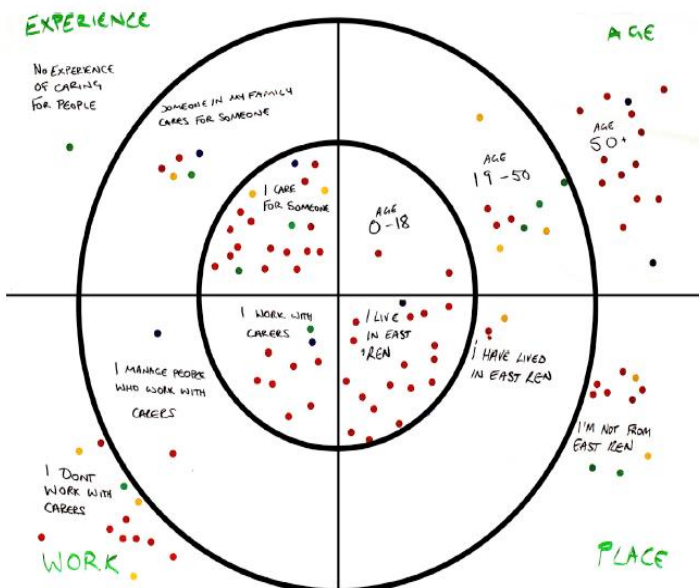 EXPERIENCE
AGE
NO EXPERIENCE
OF CARING
FOR PEOPLE
SOMEONE IN MY FAMILY
CARES FOR SOMEONE
I CARE
FOR SOMEONE
AGE
0-18
AGE
19-50
AGE
50+
I WORK WITH
CARERS
I LIVE
IN EAST
REN
I HAVE LIVED
IN EAST REN
I MANAGE PEOPLE
WHO WORK WITH
CARERS
I'M NOT FROM
EAST REN
I DONT
WORK WITH
CARERS
WORK
PLACE